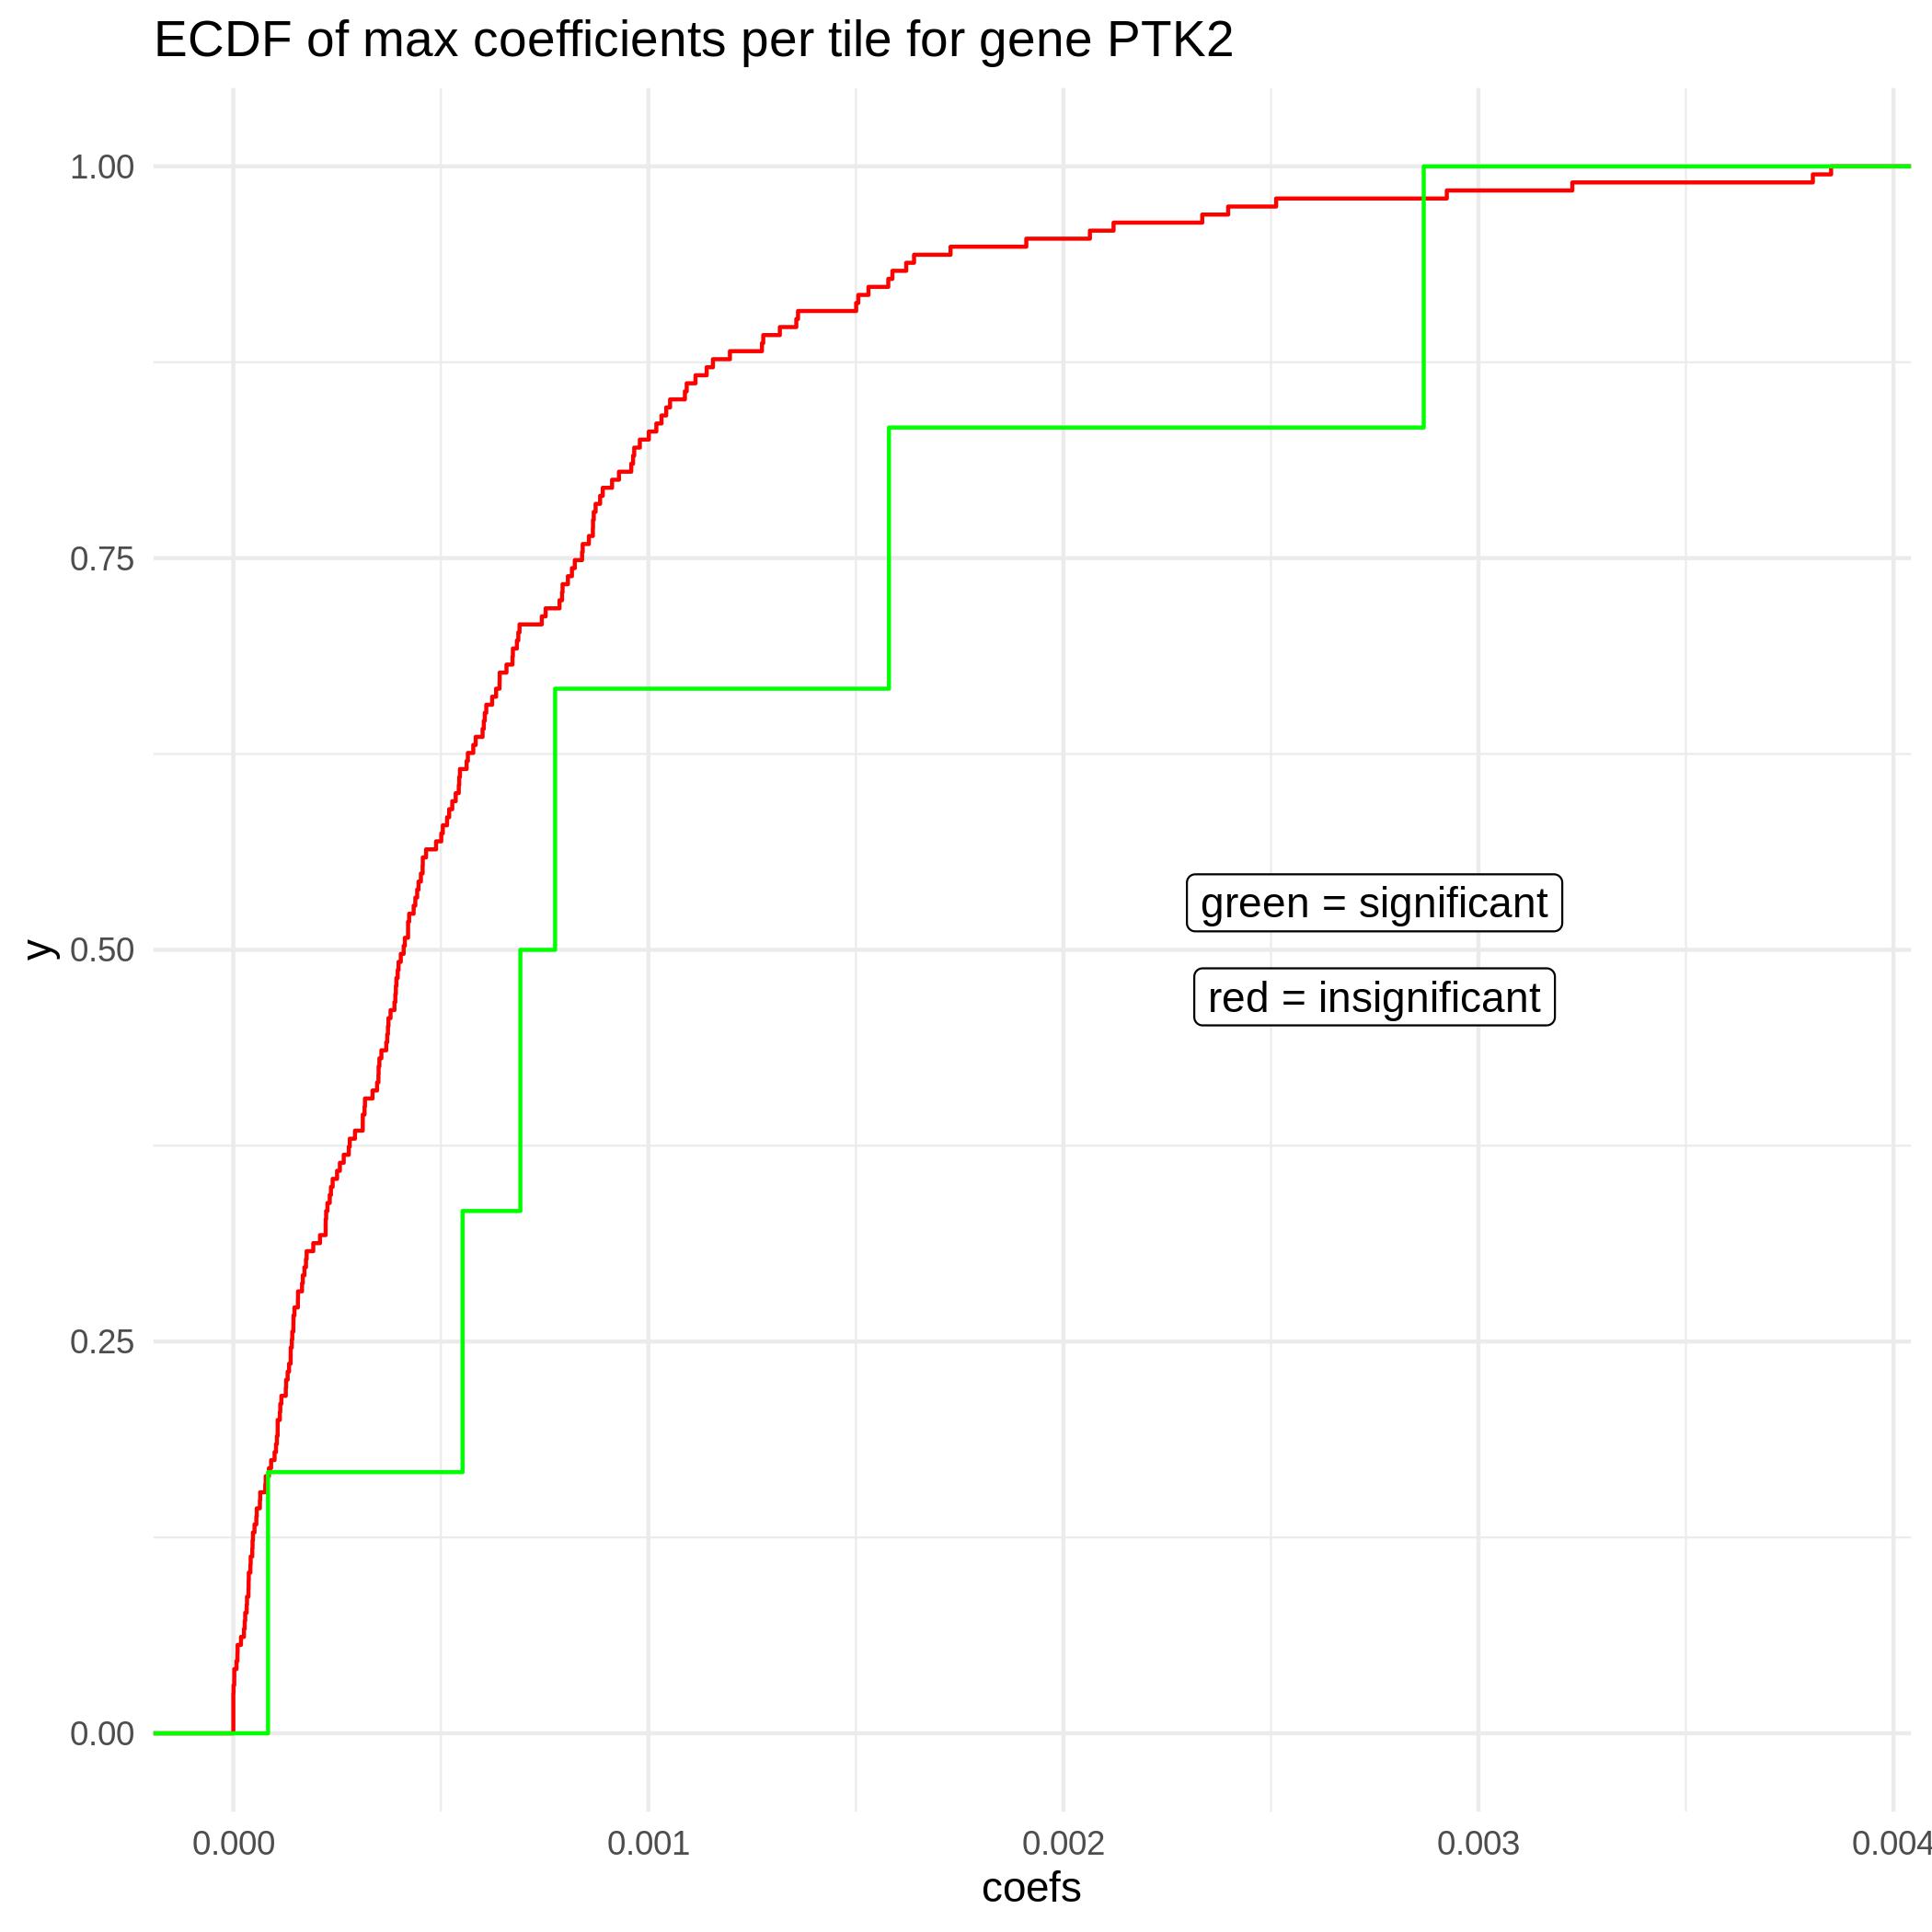 ECDF of max coefficients per tile for gene PTK2
1.00
0.75
0.50
0.25
0.00
y
green = significant
red = insignificant
0.000
0.001
0.002
0.003
0.004
coefs